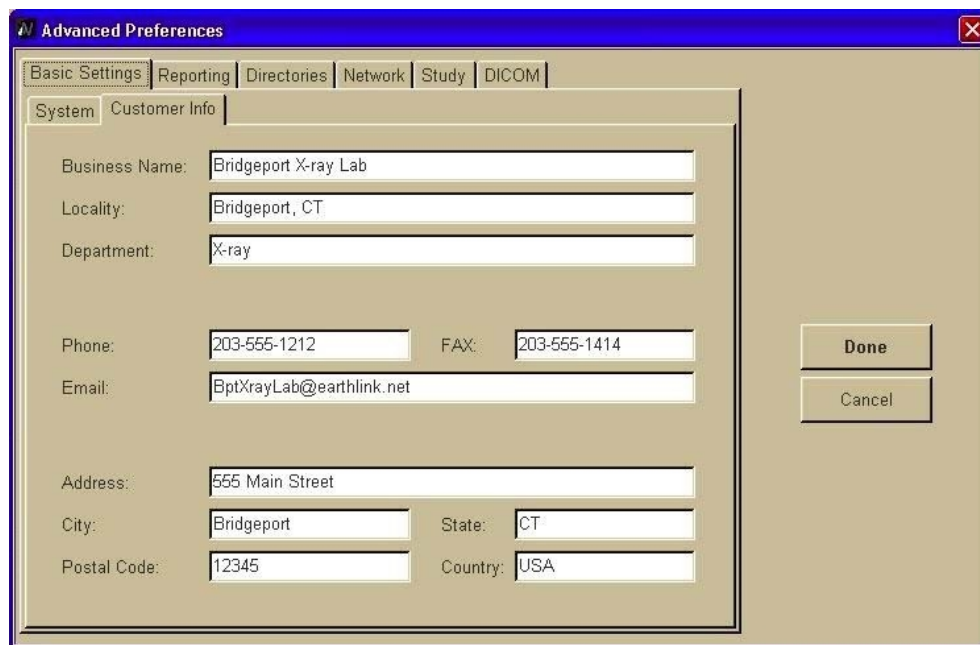 Advanced Preferences
Basic Settings Reporting Directories Network Study DICOM
System Customer Info
Business Name: Bridgeport X-ray Lab
Locality: Bridgeport, CT
Department: X-ray
Phone: 203-555-1212 FAX: 203-555-1414
Done
Email: BptXrayLab@earthlink.net
Cancel
Address: 555 Main Street
City: Bridgeport State: CT
Postal Code: 12345 Country: USA